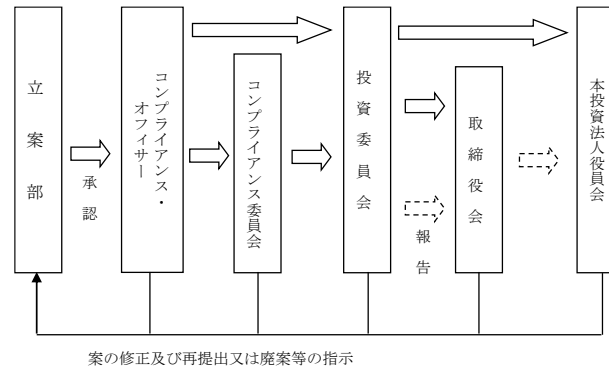 立案部
承認
コンプライアンス・
オフィサー
コンプライアンス委員会
投資委員会
報告
取締役会
本投資法人役員会
案の修正及び再提出又は廃案等の指示